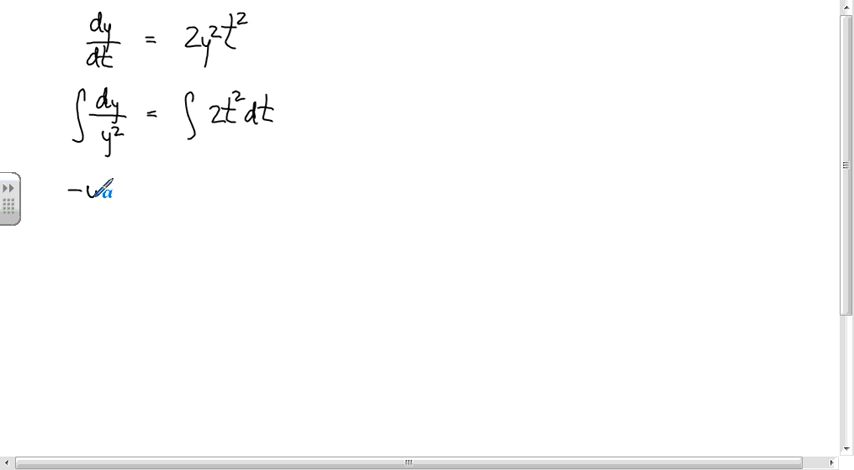 dy/dt = 2y²t²
∫ dy/y² = ∫ 2t² dt
-